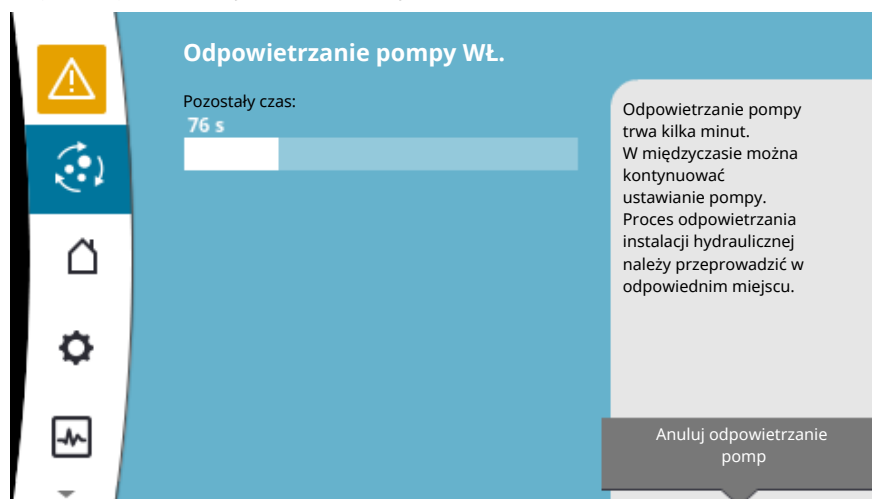 Odpowietrzanie pompy WŁ.
Pozostały czas:
76 s
Odpowietrzanie pompy
trwa kilka minut.
W międzyczasie można
kontynuować
ustawianie pompy.
Proces odpowietrzania
instalacji hydraulicznej
należy przeprowadzić w
odpowiednim miejscu.
Anuluj odpowietrzanie
pomp